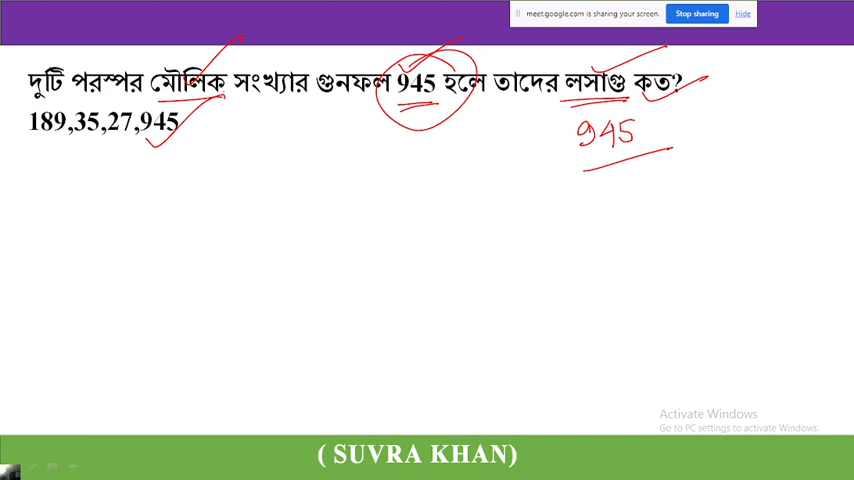 meet.google.com is sharing your screen. Stop sharing Hide
দুটি পরস্পর মৌলিক সংখ্যার গুনফল 945 হলে তাদের লসাগু কত?
189,35,27,945
945
Activate Windows
Go to PC settings to activate Windows.
( SUVRA KHAN)